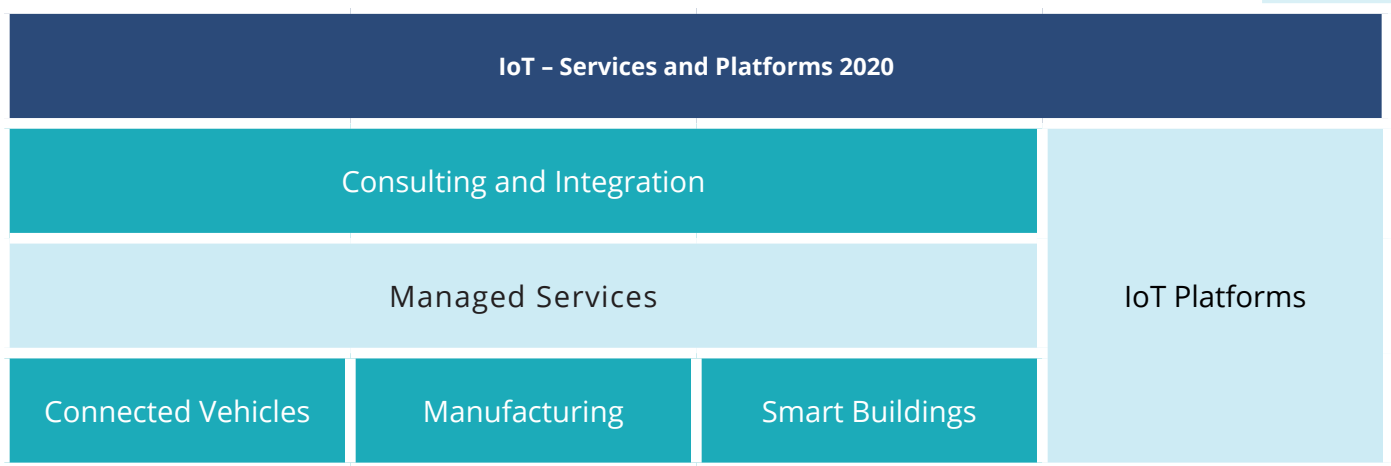 IoT – Services and Platforms 2020
Consulting and Integration
Managed Services
IoT Platforms
Connected Vehicles
Manufacturing
Smart Buildings